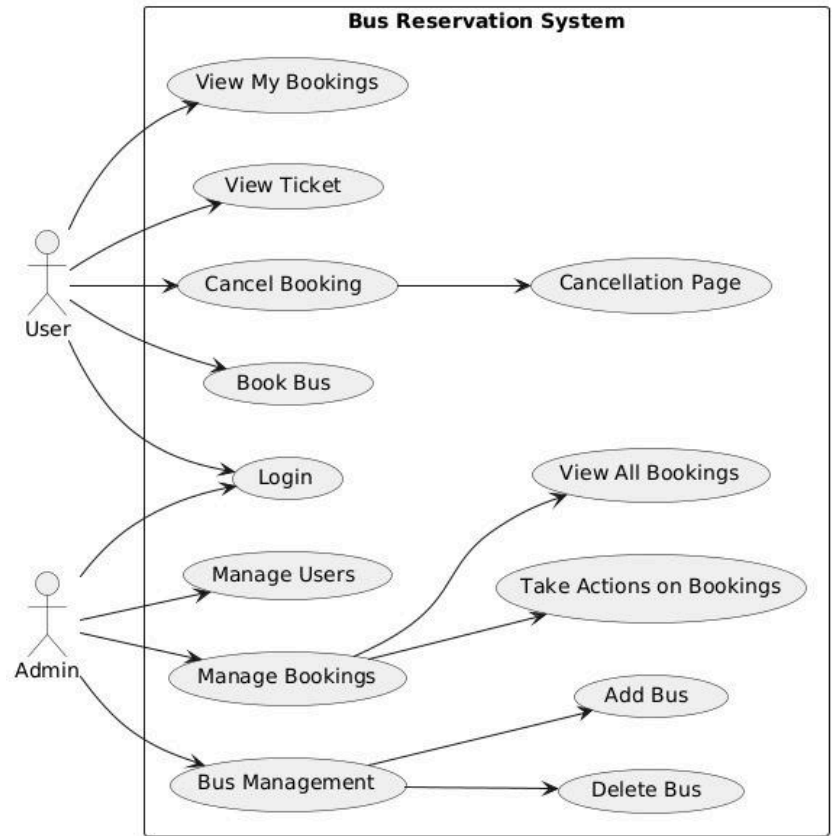 Bus Reservation System
View My Bookings
View Ticket
Cancel Booking
Cancellation Page
User
Book Bus
Login
View All Bookings
Manage Users
Take Actions on Bookings
Admin
Manage Bookings
Add Bus
Bus Management
Delete Bus